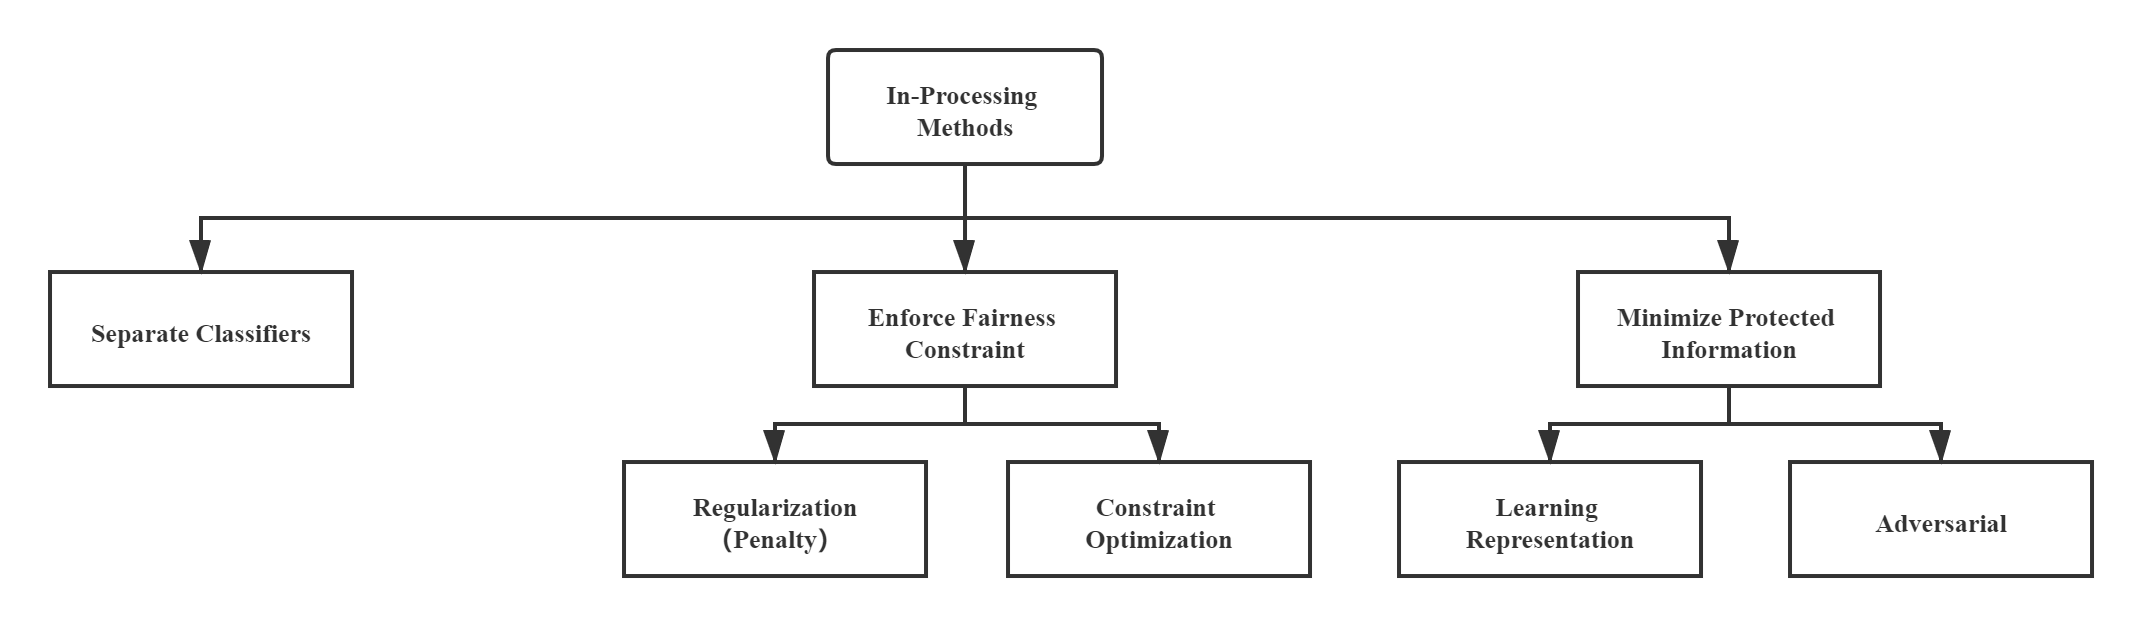 In-Processing
Methods
Separate Classifiers
Enforce Fairness
Constraint
Minimize Protected
Information
Regularization
（Penalty）
Constraint
Optimization
Learning
Representation
Adversarial